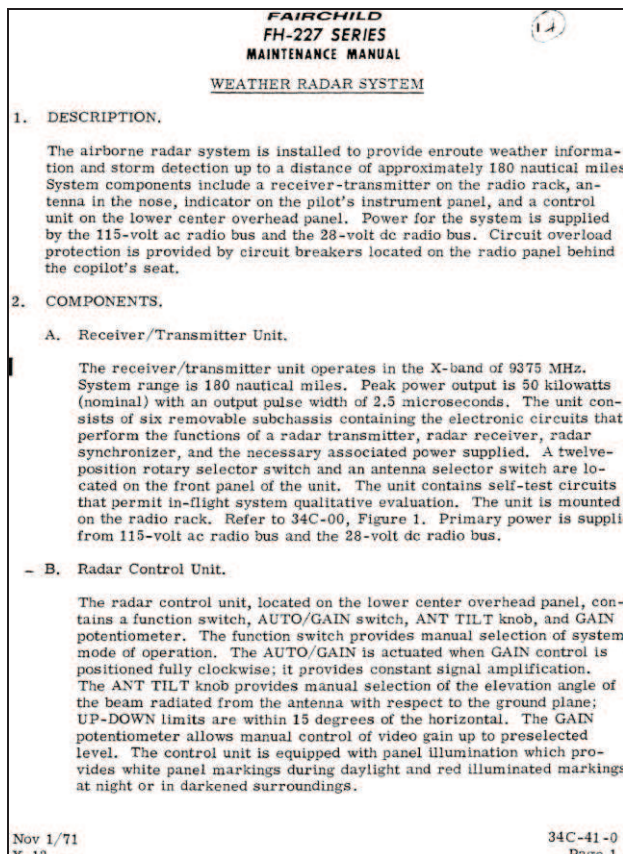 FAIRCHILD
FH-227 SERIES
MAINTENANCE MANUAL
WEATHER RADAR SYSTEM
1. DESCRIPTION.
The airborne radar system is installed to provide enroute weather informa-
tion and storm detection up to a distance of approximately 180 nautical miles
System components include a receiver-transmitter on the radio rack, an-
tenna in the nose, indicator on the pilot's instrument panel, and a control
unit on the lower center overhead panel. Power for the system is supplied
by the 115-volt ac radio bus and the 28-volt dc radio bus. Circuit overload
protection is provided by circuit breakers located on the radio panel behind
the copilot's seat.
2. COMPONENTS.
A. Receiver/Transmitter Unit.
The receiver/transmitter unit operates in the X-band of 9375 MHz.
System range is 180 nautical miles. Peak power output is 50 kilowatts
(nominal) with an output pulse width of 2.5 microseconds. The unit con-
sists of six removable subchassis containing the electronic circuits that
perform the functions of a radar transmitter, radar receiver, radar
synchronizer, and the necessary associated power supplied. A twelve-
position rotary selector switch and an antenna selector switch are lo-
cated on the front panel of the unit. The unit contains self-test circuits
that permit in-flight system qualitative evaluation. The unit is mounted
on the radio rack. Refer to 34C-00, Figure 1. Primary power is suppli
from 115-volt ac radio bus and the 28-volt dc radio bus.
- B. Radar Control Unit.
The radar control unit, located on the lower center overhead panel, con-
tains a function switch, AUTO/GAIN switch, ANT TILT knob, and GAIN
potentiometer. The function switch provides manual selection of system
mode of operation. The AUTO/GAIN is actuated when GAIN control is
positioned fully clockwise; it provides constant signal amplification.
The ANT TILT knob provides manual selection of the elevation angle of
the beam radiated from the antenna with respect to the ground plane;
UP-DOWN limits are within 15 degrees of the horizontal. The GAIN
potentiometer allows manual control of video gain up to preselected
level. The control unit is equipped with panel illumination which pro-
vides white panel markings during daylight and red illuminated markings
at night or in darkened surroundings.
Nov 1/71
34C-41-0
Page 1